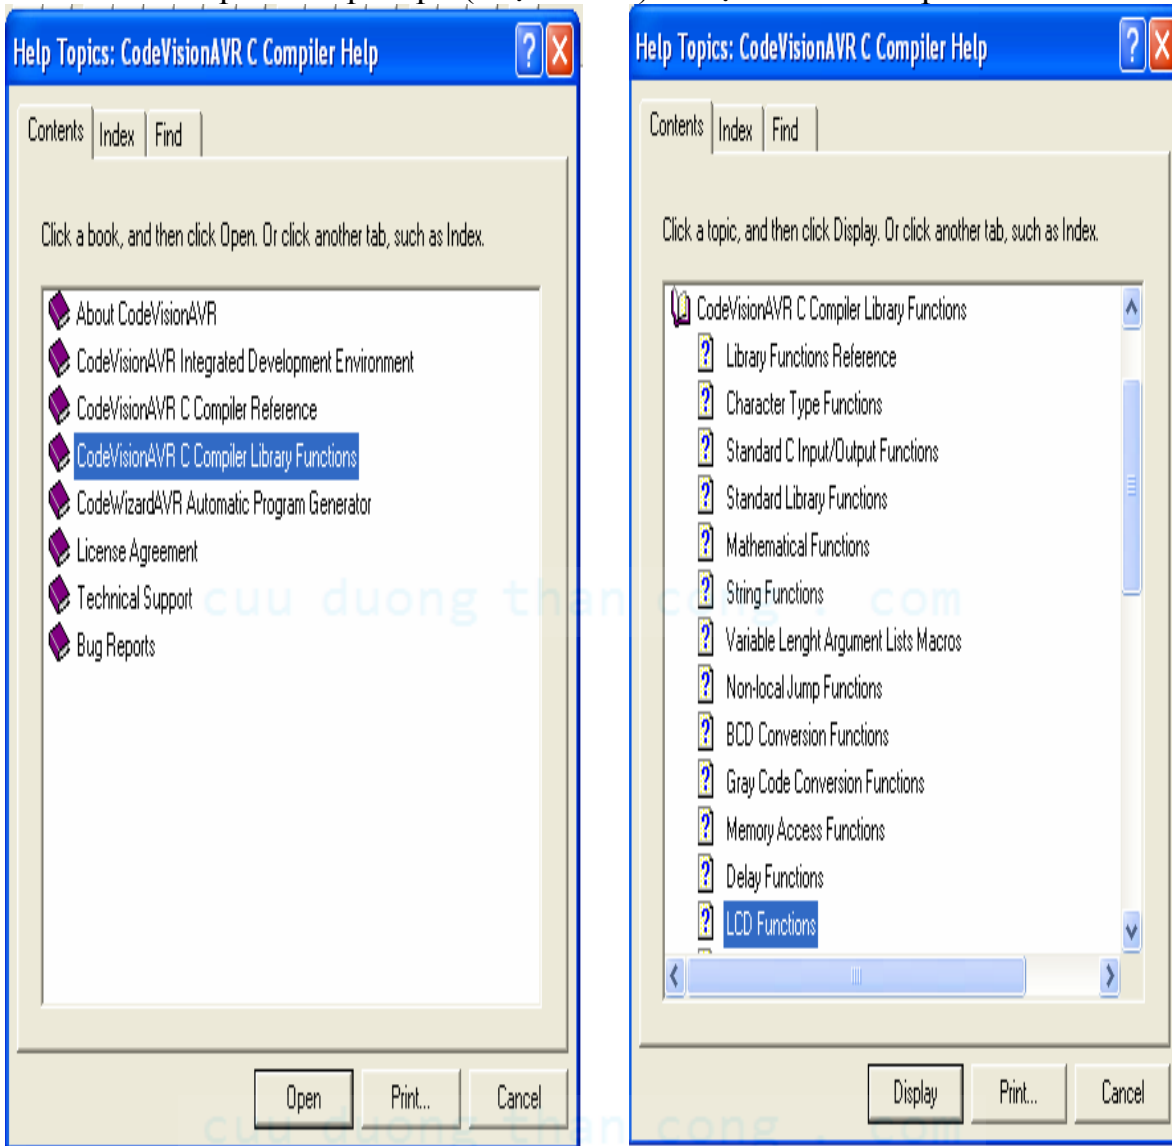 Help Topics: CodeVisionAVR C Compiler Help
Contents Index Find
Click a book, and then click Open. Or click another tab, such as Index.
About CodeVisionAVR
CodeVisionAVR Integrated Development Environment
CodeVisionAVR C Compiler Reference
CodeVisionAVR C Compiler Library Functions
CodeWizardAVR Automatic Program Generator
License Agreement
Technical Support
Bug Reports
Open Print... Cancel
Help Topics: CodeVisionAVR C Compiler Help
Contents Index Find
Click a topic, and then click Display. Or click another tab, such as Index.
CodeVisionAVR C Compiler Library Functions
Library Functions Reference
Character Type Functions
Standard C Input/Output Functions
Standard Library Functions
Mathematical Functions
String Functions
Variable Lenght Argument Lists Macros
Non-local Jump Functions
BCD Conversion Functions
Gray Code Conversion Functions
Memory Access Functions
Delay Functions
LCD Functions
Display Print... Cancel
cuu duong than cong . com
cuu duong than cong . com